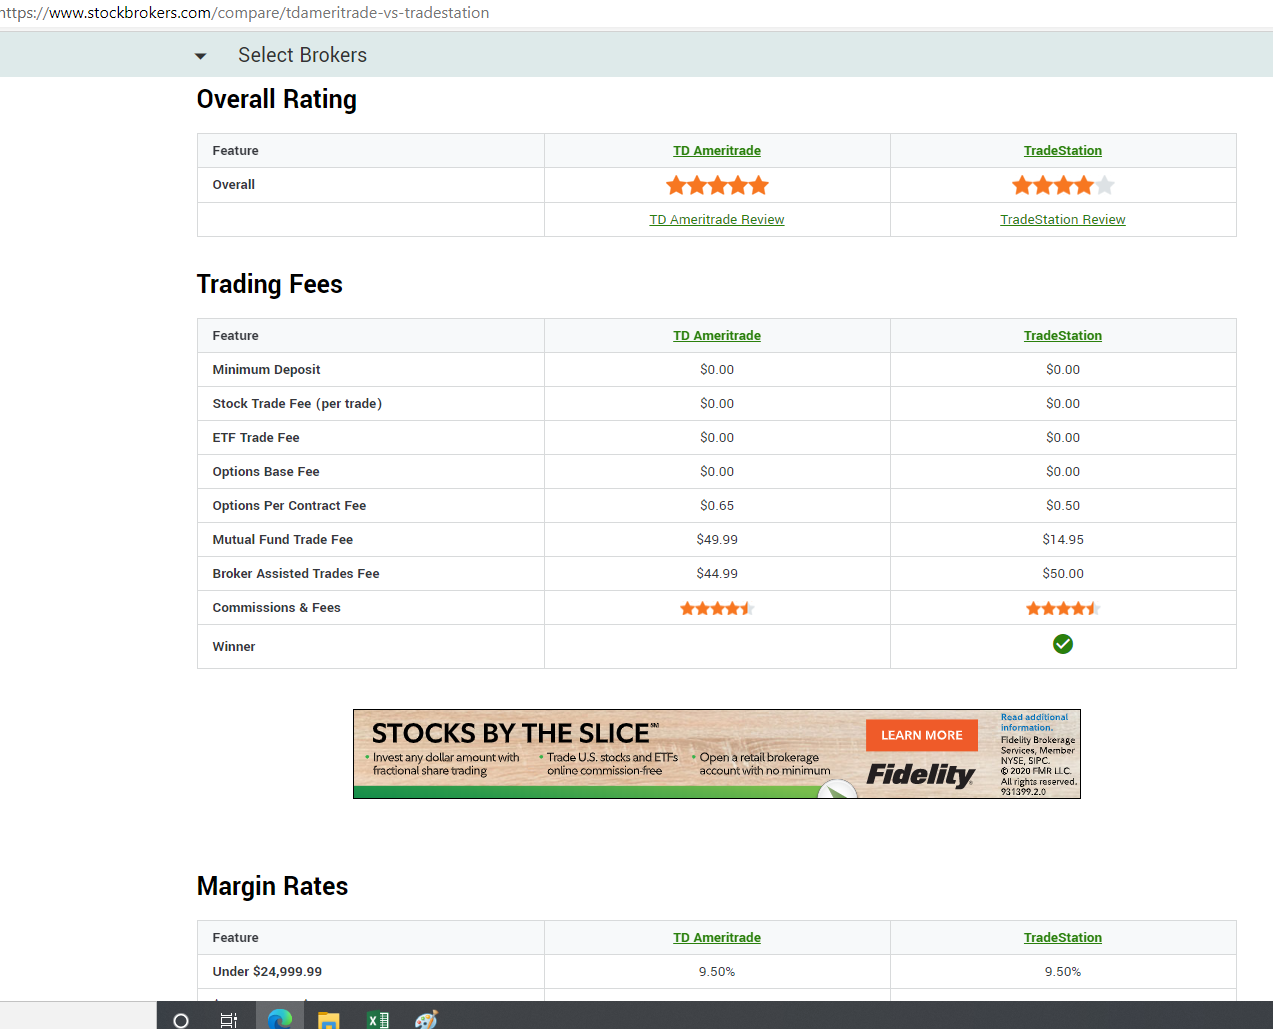 https://www.stockbrokers.com/compare/tdameritrade-vs-tradestation
Select Brokers
Overall Rating
Feature TD Ameritrade TradeStation
Overall
TD Ameritrade Review TradeStation Review
Trading Fees
Feature TD Ameritrade TradeStation
Minimum Deposit $0.00 $0.00
Stock Trade Fee (per trade) $0.00 $0.00
ETF Trade Fee $0.00 $0.00
Options Base Fee $0.00 $0.00
Options Per Contract Fee $0.65 $0.50
Mutual Fund Trade Fee $49.99 $14.95
Broker Assisted Trades Fee $44.99 $50.00
Commissions & Fees
Winner
STOCKS BY THE SLICE℠
• Invest any dollar amount with
fractional share trading
• Trade U.S. stocks and ETFs
online commission-free
• Open a retail brokerage
account with no minimum
LEARN MORE
Fidelity
Read additional
information.
Fidelity Brokerage
Services, Member
NYSE, SIPC.
© 2020 FMR LLC.
All rights reserved.
931399.2.0
Margin Rates
Feature TD Ameritrade TradeStation
Under $24,999.99 9.50% 9.50%